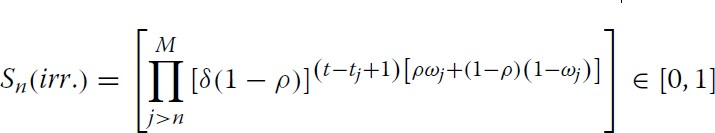 S_n(irr.) = [∏_{j>n}^{M} [δ(1 − ρ)]^{(t−t_j+1)[ρω_j+(1−ρ)(1−ω_j)]}] ∈ [0, 1]